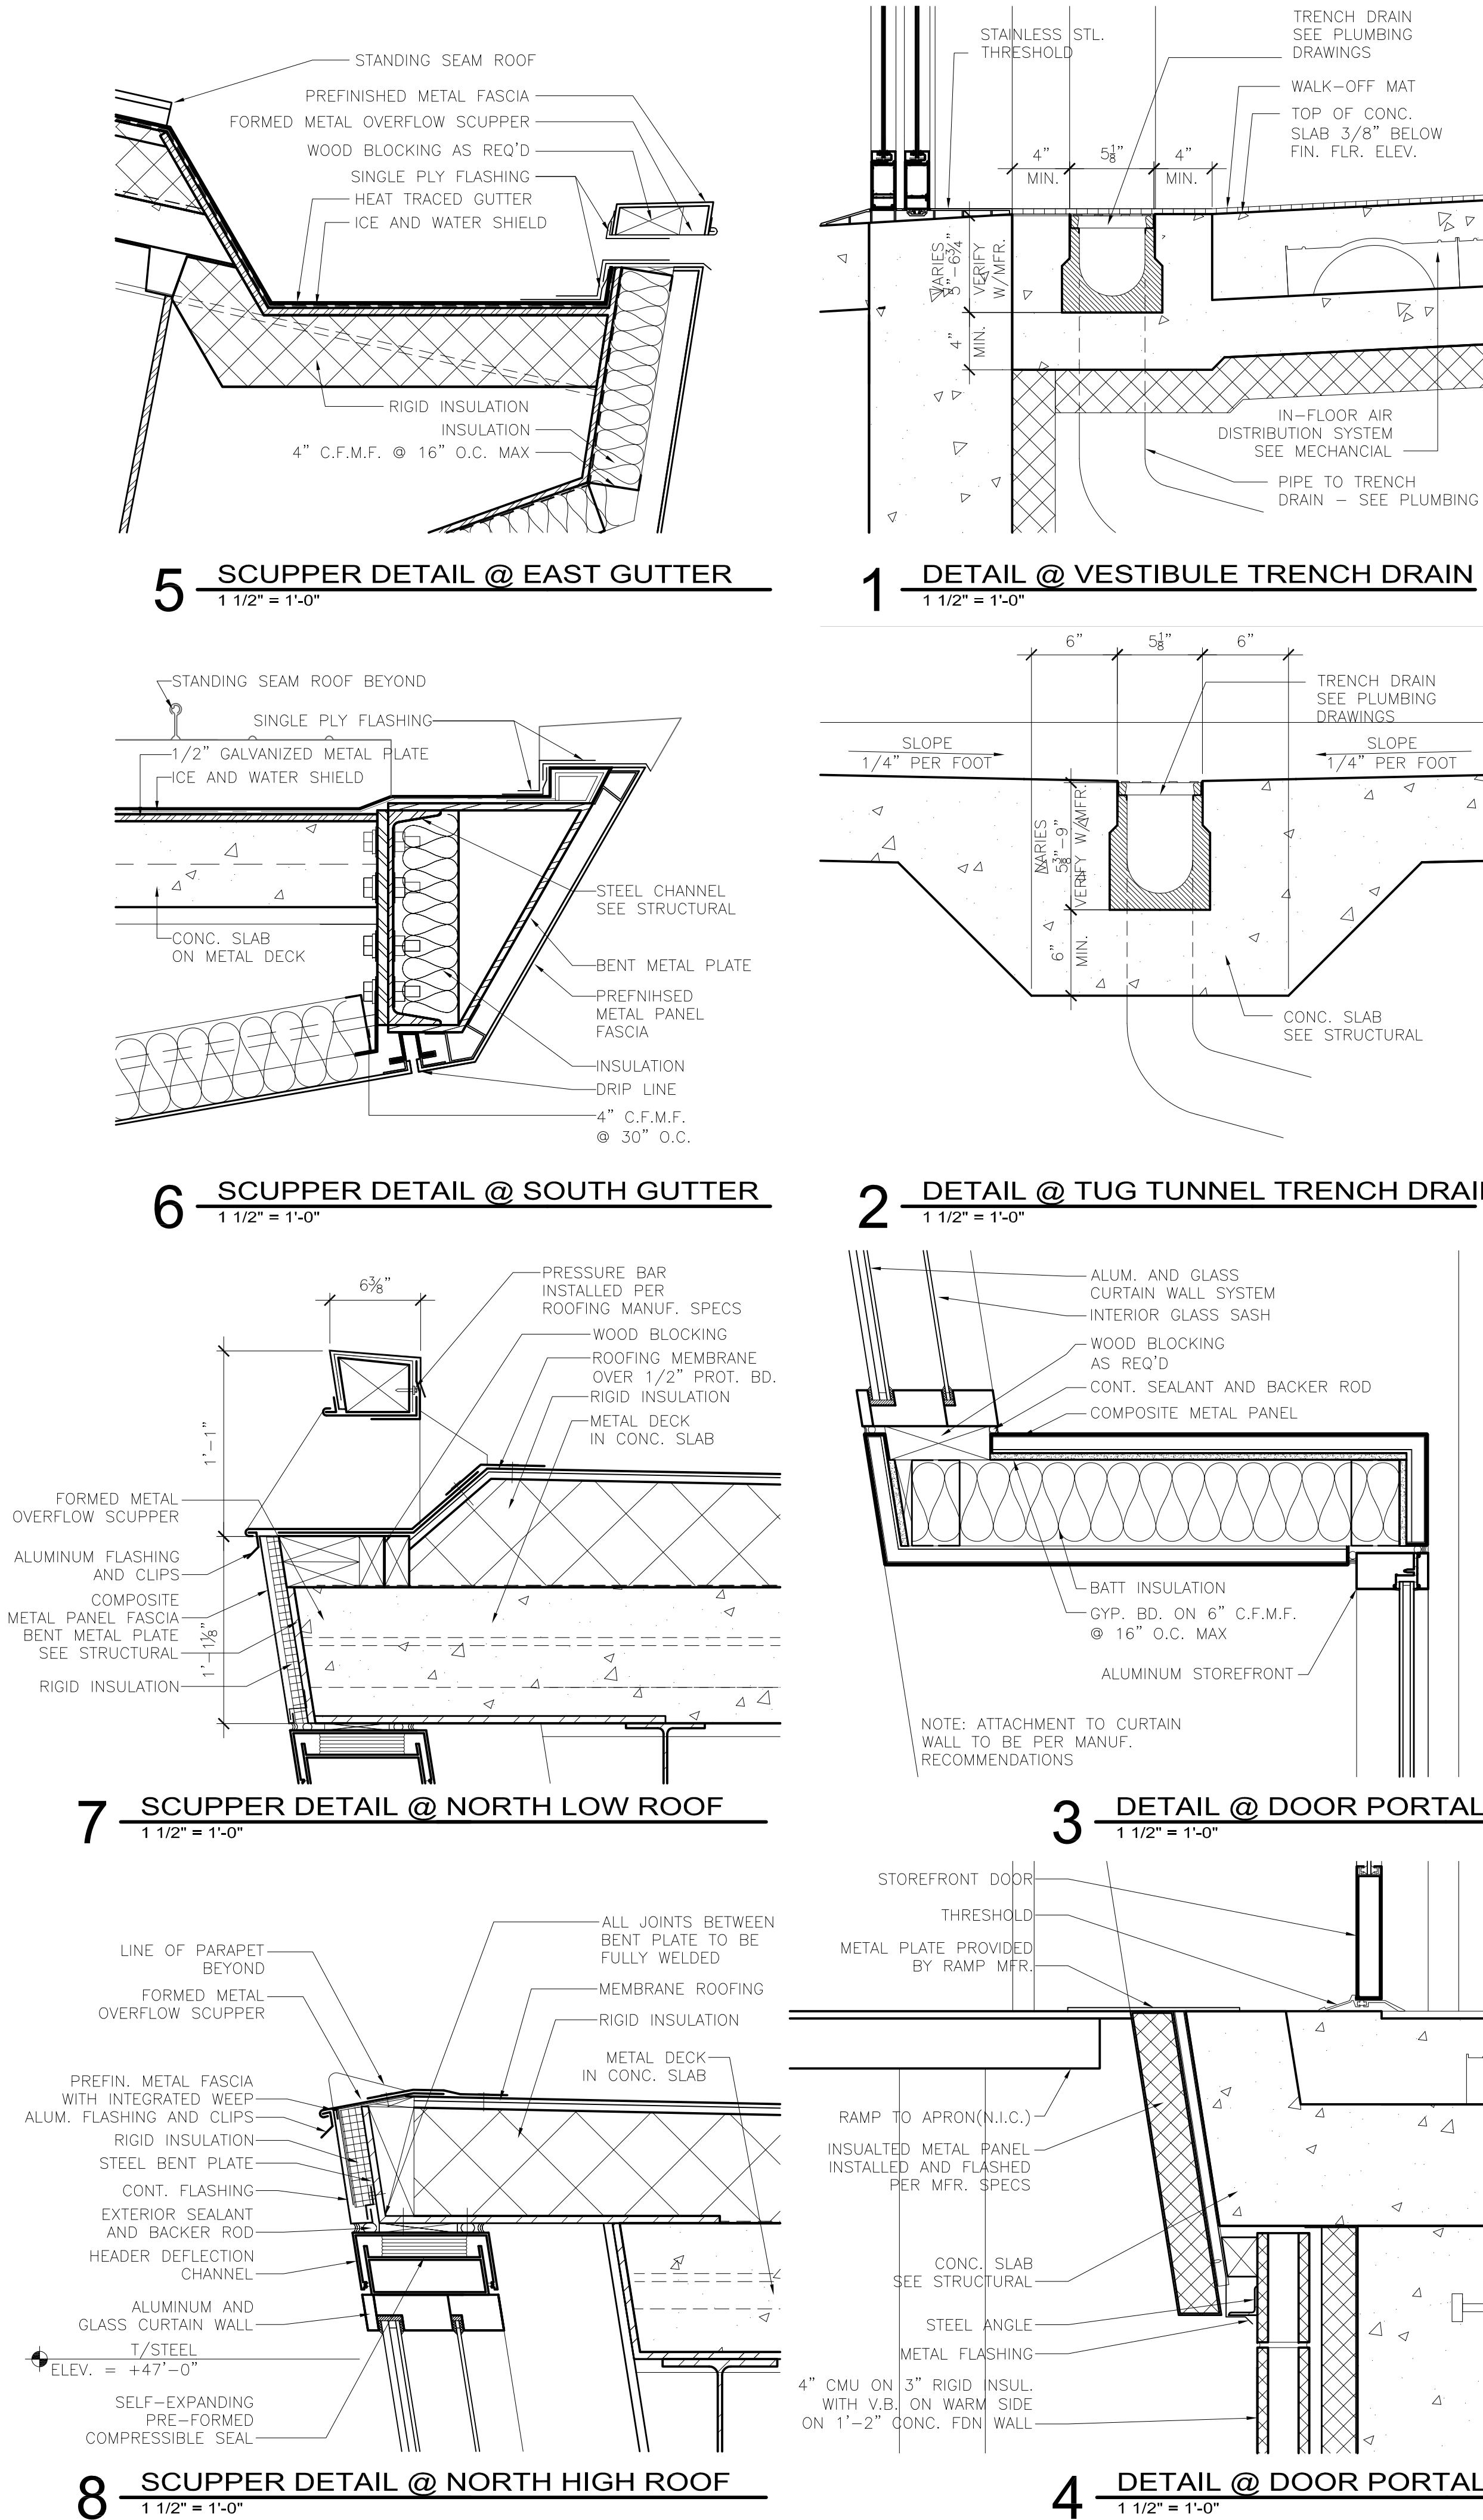 STANDING SEAM ROOF
PREFINISHED METAL FASCIA
FORMED METAL OVERFLOW SCUPPER
WOOD BLOCKING AS REQ'D
SINGLE PLY FLASHING
HEAT TRACED GUTTER
ICE AND WATER SHIELD
RIGID INSULATION
INSULATION
4" C.F.M.F. @ 16" O.C. MAX
5 SCUPPER DETAIL @ EAST GUTTER
1 1/2" = 1'-0"
STAINLESS STL.
THRESHOLD
TRENCH DRAIN
SEE PLUMBING
DRAWINGS
WALK-OFF MAT
TOP OF CONC.
SLAB 3/8" BELOW
FIN. FLR. ELEV.
4"
MIN.
5 1/8"
4"
MIN.
VARIES
5"-6 3/4"
VERIFY
W/MFR.
4"
MIN.
IN-FLOOR AIR
DISTRIBUTION SYSTEM
SEE MECHANCIAL
PIPE TO TRENCH
DRAIN - SEE PLUMBING
1 DETAIL @ VESTIBULE TRENCH DRAIN
1 1/2" = 1'-0"
STANDING SEAM ROOF BEYOND
SINGLE PLY FLASHING
1/2" GALVANIZED METAL PLATE
ICE AND WATER SHIELD
STEEL CHANNEL
SEE STRUCTURAL
CONC. SLAB
ON METAL DECK
BENT METAL PLATE
PREFNIHSED
METAL PANEL
FASCIA
INSULATION
DRIP LINE
4" C.F.M.F.
@ 30" O.C.
6 SCUPPER DETAIL @ SOUTH GUTTER
1 1/2" = 1'-0"
6"
5 1/8"
6"
TRENCH DRAIN
SEE PLUMBING
DRAWINGS
SLOPE
1/4" PER FOOT
SLOPE
1/4" PER FOOT
VARIES
5 3/8"-9"
VERIFY W/MFR.
6"
MIN.
CONC. SLAB
SEE STRUCTURAL
2 DETAIL @ TUG TUNNEL TRENCH DRAI
1 1/2" = 1'-0"
6 3/8"
PRESSURE BAR
INSTALLED PER
ROOFING MANUF. SPECS
WOOD BLOCKING
ROOFING MEMBRANE
OVER 1/2" PROT. BD.
RIGID INSULATION
METAL DECK
IN CONC. SLAB
1'-1"
FORMED METAL
OVERFLOW SCUPPER
ALUMINUM FLASHING
AND CLIPS
COMPOSITE
METAL PANEL FASCIA
BENT METAL PLATE
SEE STRUCTURAL
1'-1 1/8"
RIGID INSULATION
7 SCUPPER DETAIL @ NORTH LOW ROOF
1 1/2" = 1'-0"
ALUM. AND GLASS
CURTAIN WALL SYSTEM
INTERIOR GLASS SASH
WOOD BLOCKING
AS REQ'D
CONT. SEALANT AND BACKER ROD
COMPOSITE METAL PANEL
BATT INSULATION
GYP. BD. ON 6" C.F.M.F.
@ 16" O.C. MAX
ALUMINUM STOREFRONT
NOTE: ATTACHMENT TO CURTAIN
WALL TO BE PER MANUF.
RECOMMENDATIONS
3 DETAIL @ DOOR PORTAL
1 1/2" = 1'-0"
ALL JOINTS BETWEEN
BENT PLATE TO BE
FULLY WELDED
LINE OF PARAPET
BEYOND
FORMED METAL
OVERFLOW SCUPPER
MEMBRANE ROOFING
RIGID INSULATION
METAL DECK
IN CONC. SLAB
PREFIN. METAL FASCIA
WITH INTEGRATED WEEP
ALUM. FLASHING AND CLIPS
RIGID INSULATION
STEEL BENT PLATE
CONT. FLASHING
EXTERIOR SEALANT
AND BACKER ROD
HEADER DEFLECTION
CHANNEL
ALUMINUM AND
GLASS CURTAIN WALL
T/STEEL
ELEV. = +47'-0"
SELF-EXPANDING
PRE-FORMED
COMPRESSIBLE SEAL
8 SCUPPER DETAIL @ NORTH HIGH ROOF
1 1/2" = 1'-0"
STOREFRONT DOOR
THRESHOLD
METAL PLATE PROVIDED
BY RAMP MFR.
RAMP TO APRON(N.I.C.)
INSUALTED METAL PANEL
INSTALLED AND FLASHED
PER MFR. SPECS
CONC. SLAB
SEE STRUCTURAL
STEEL ANGLE
METAL FLASHING
4" CMU ON 3" RIGID INSUL.
WITH V.B. ON WARM SIDE
ON 1'-2" CONC. FDN WALL
4 DETAIL @ DOOR PORTAL
1 1/2" = 1'-0"